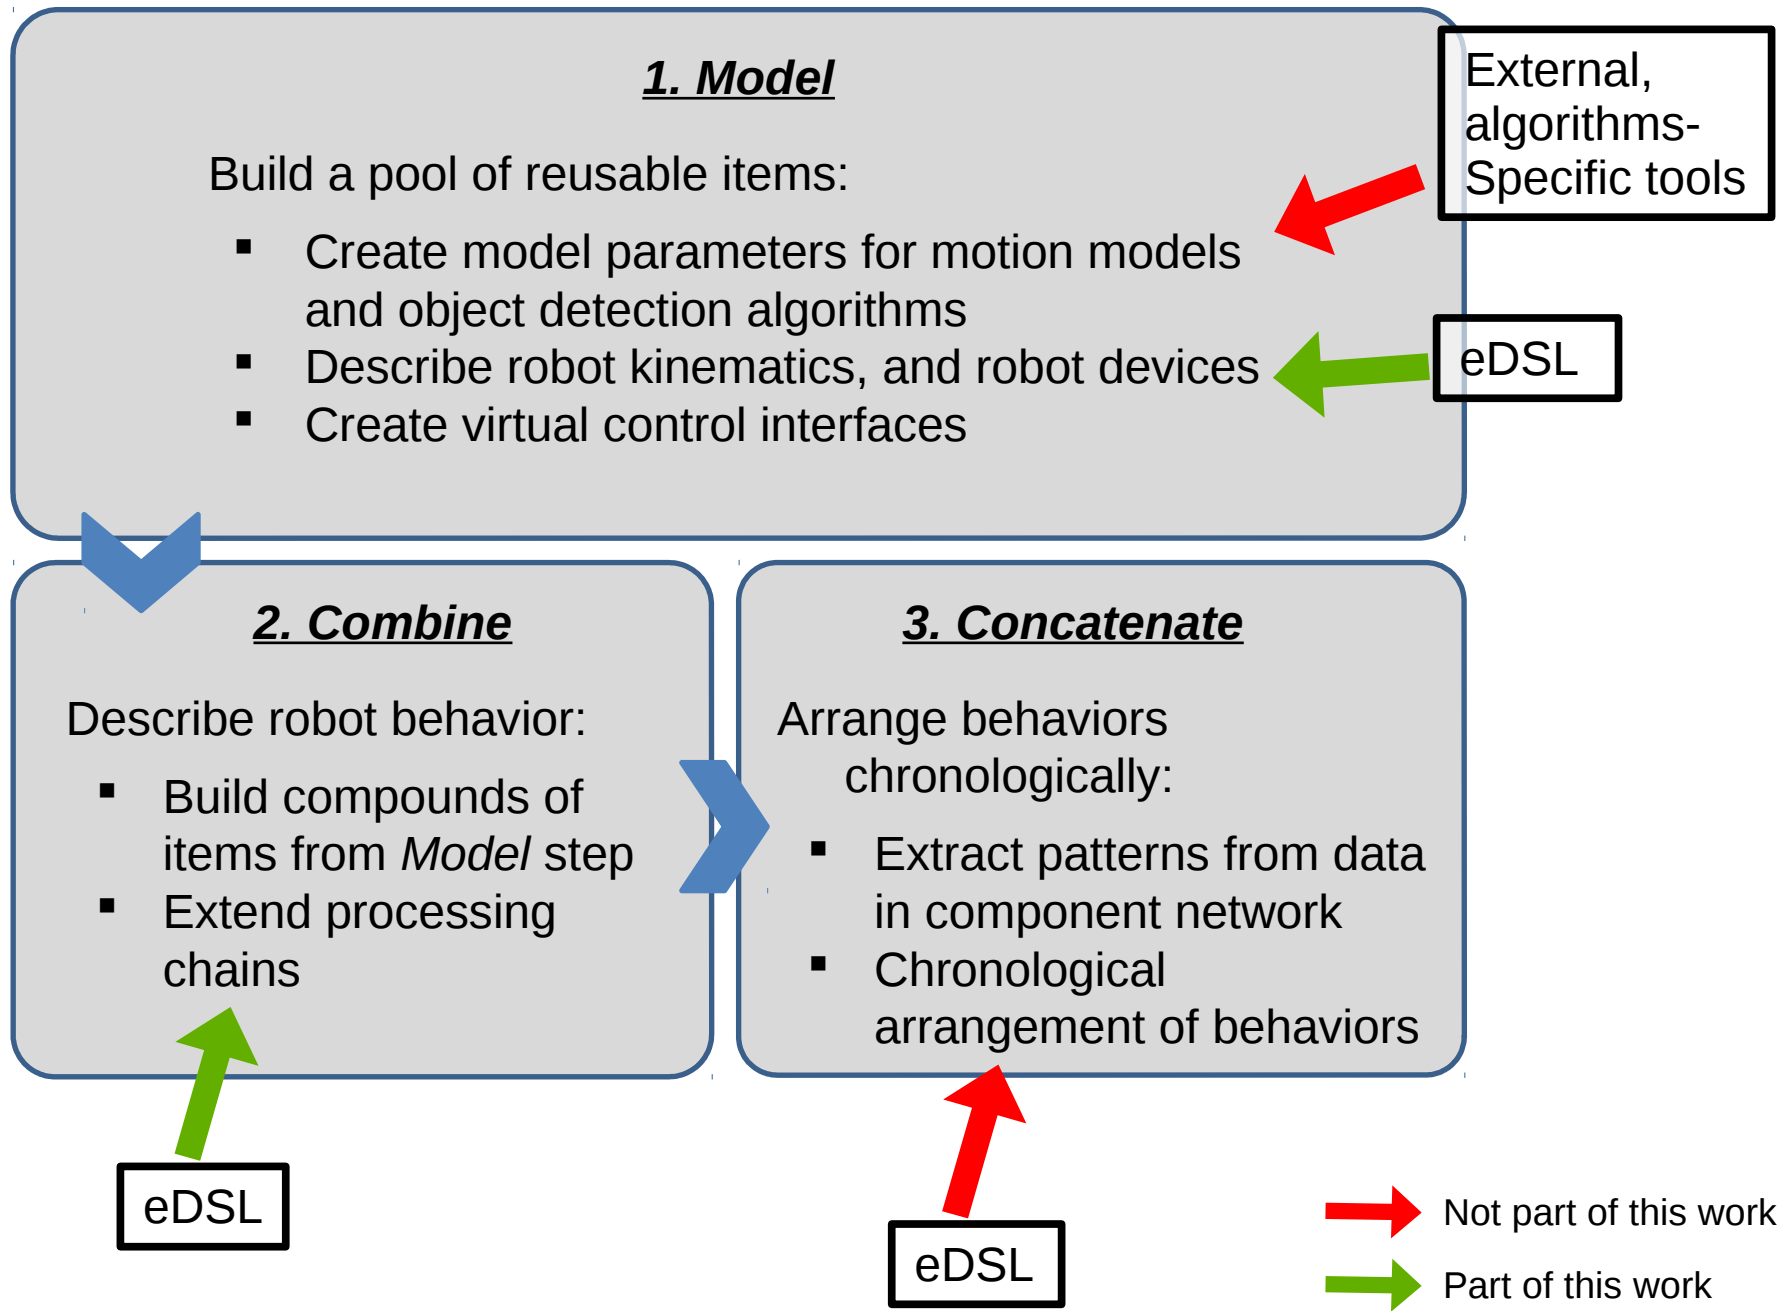 1. Model
Build a pool of reusable items:
▪ Create model parameters for motion models
and object detection algorithms
▪ Describe robot kinematics, and robot devices
▪ Create virtual control interfaces
External,
algorithms-
Specific tools
eDSL
2. Combine
Describe robot behavior:
▪ Build compounds of
items from Model step
▪ Extend processing
chains
eDSL
3. Concatenate
Arrange behaviors
chronologically:
▪ Extract patterns from data
in component network
▪ Chronological
arrangement of behaviors
eDSL
Not part of this work
Part of this work